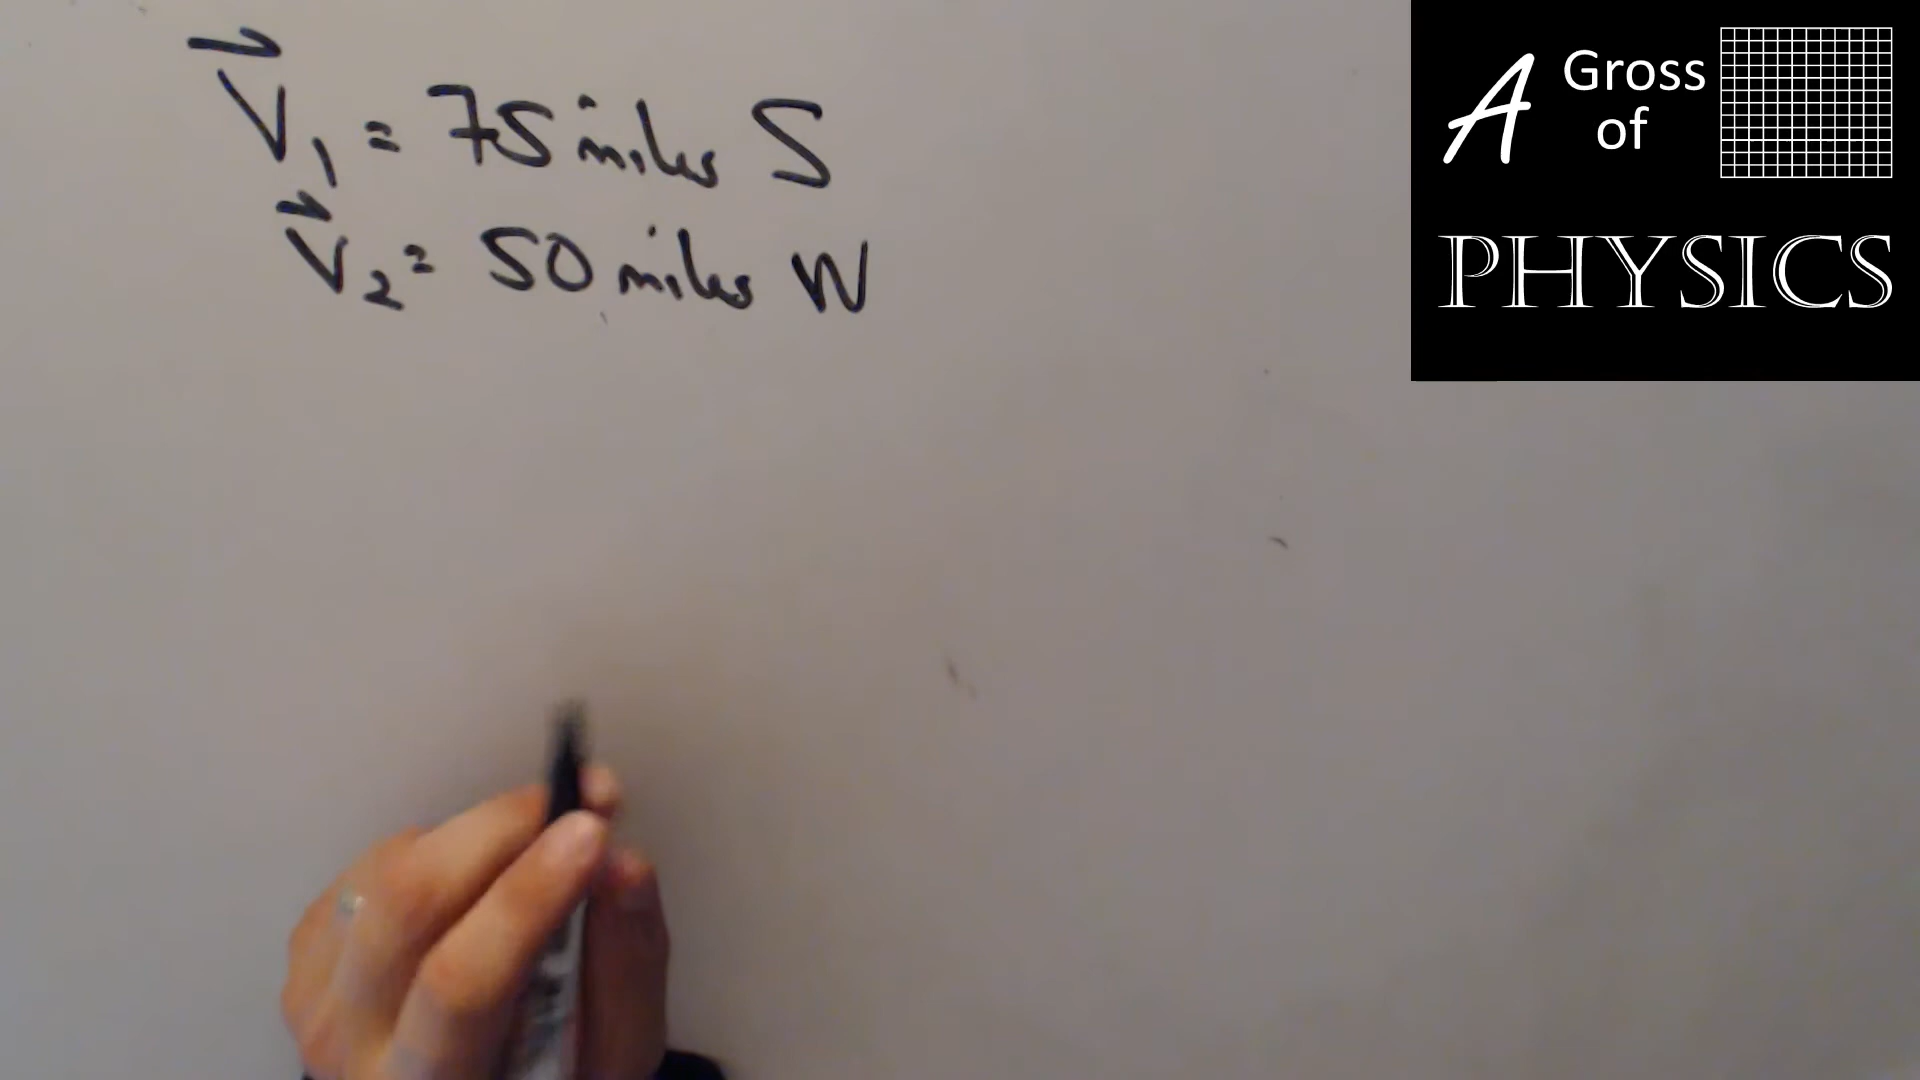 V₁ = 75 miles S
V₂ = 50 miles W
A Gross of
PHYSICS